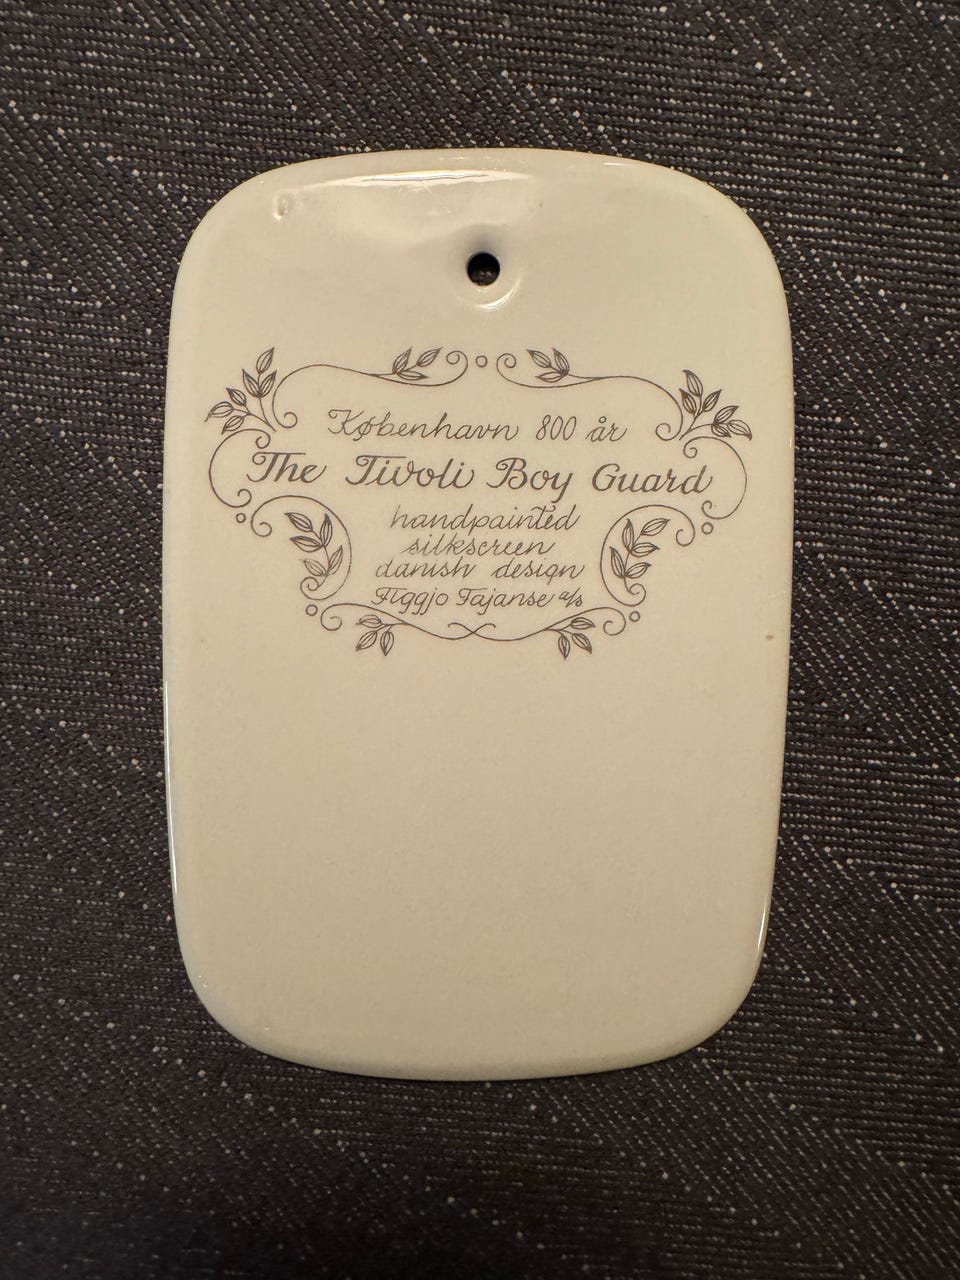 København 800 år
The Tivoli Boy Guard
handpainted
silkscreen
danish design
Figgjo Fajanse a/s